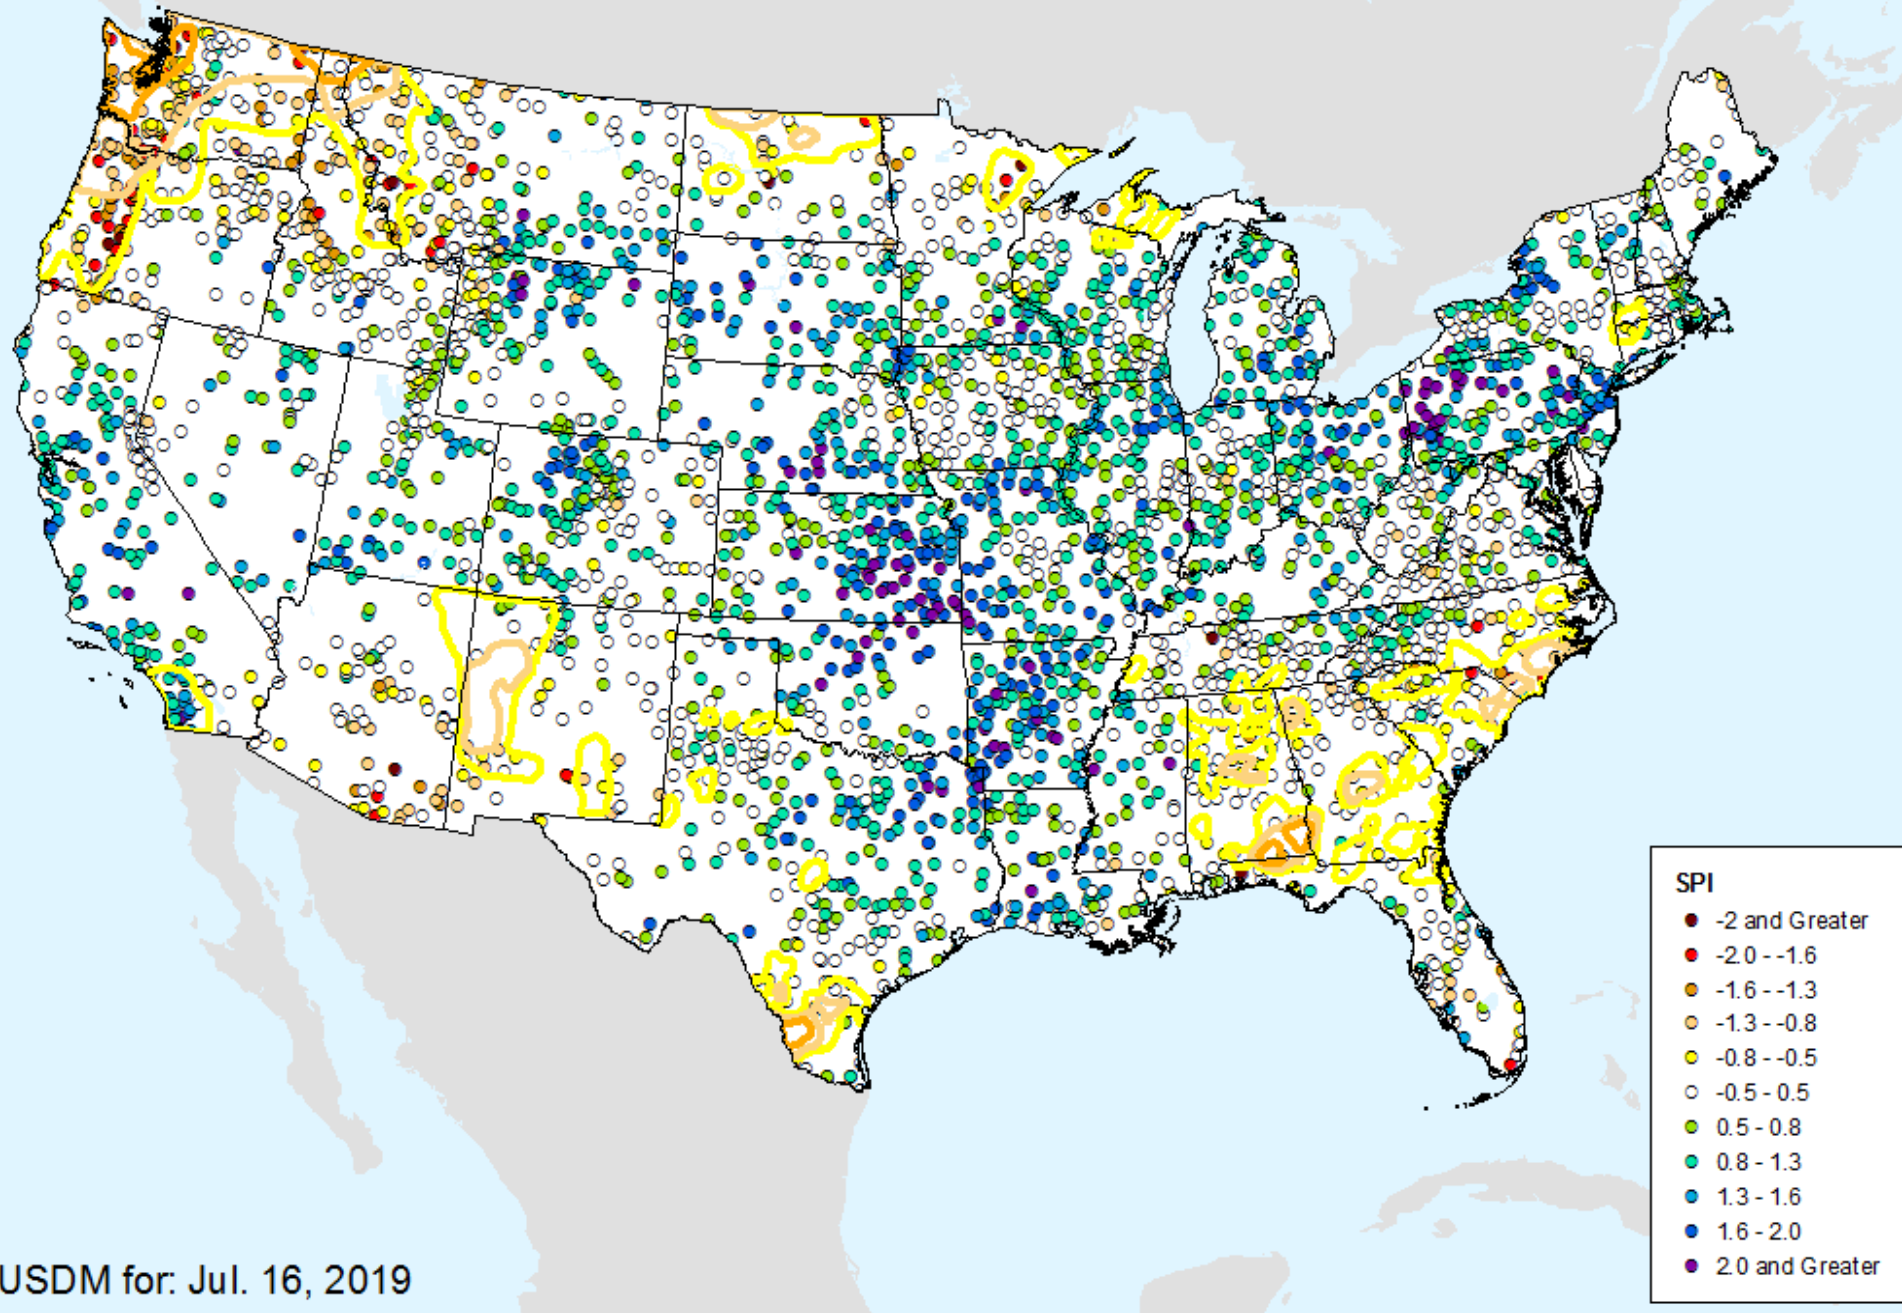 SPI
-2 and Greater
-2.0 - -1.6
-1.6 - -1.3
-1.3 - -0.8
-0.8 - -0.5
-0.5 - 0.5
0.5 - 0.8
0.8 - 1.3
1.3 - 1.6
1.6 - 2.0
2.0 and Greater
USDM for: Jul. 16, 2019